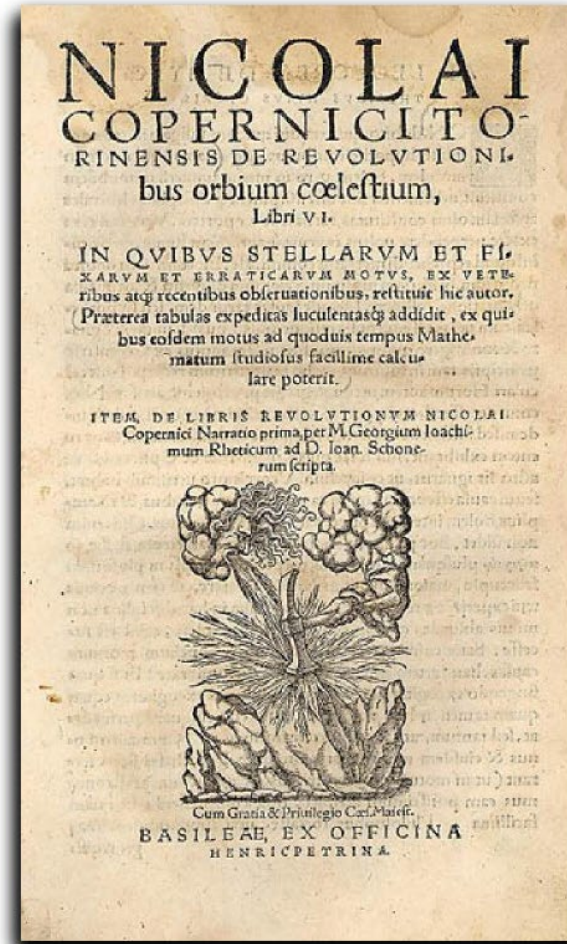 NICOLAI
COPERNICI TO-
RINENSIS DE REVOLVTIONI-
bus orbium cœlestium,
Libri VI.
IN QVIBVS STELLARVM ET FI-
XARVM ET ERRATICARVM MOTVS, EX VETE-
ribus atq; recentibus obseruationibus, restituit hic autor.
Præterea tabulas expeditas luculentasq; addidit, ex qui-
bus eosdem motus ad quoduis tempus Mathe-
matum studiosus facillime calcu-
lare poterit.
ITEM, DE LIBRIS REVOLVTIONVM NICOLAI
Copernici Narratio prima, per M. Georgium Ioachi-
mum Rheticum ad D. Ioan. Schone-
rum scripta.
Cum Gratia & Priuilegio Cæs. Maiest.
BASILEAE, EX OFFICINA
HENRICPETRINA.